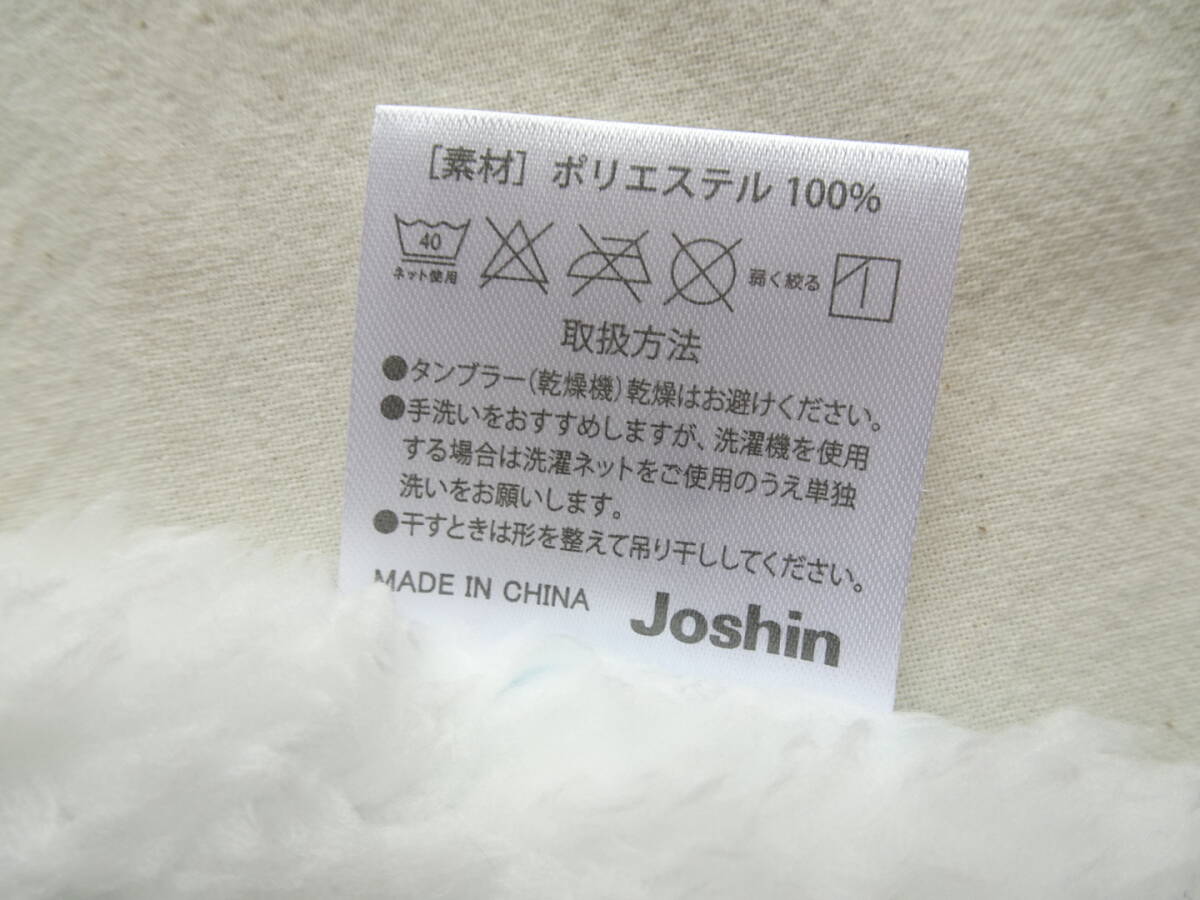 ［素材］ポリエステル 100%
40
ネット使用
弱く絞る
取扱方法
●タンブラー(乾燥機)乾燥はお避けください。
●手洗いをおすすめしますが、洗濯機を使用
する場合は洗濯ネットをご使用のうえ単独
洗いをお願いします。
●干すときは形を整えて吊り干ししてください。
MADE IN CHINA
Joshin